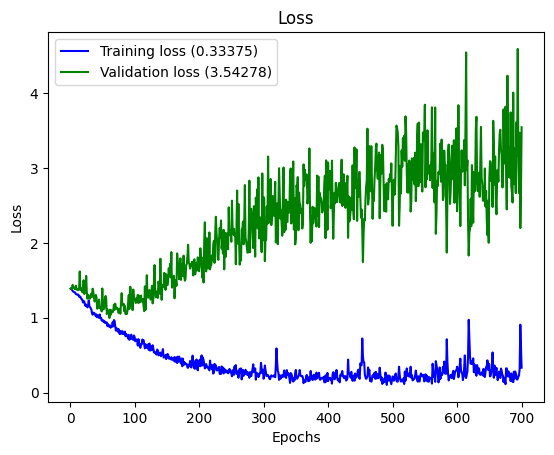 Loss
Training loss (0.33375)
Validation loss (3.54278)
Loss
4
3
2
1
0
0 100 200 300 400 500 600 700
Epochs